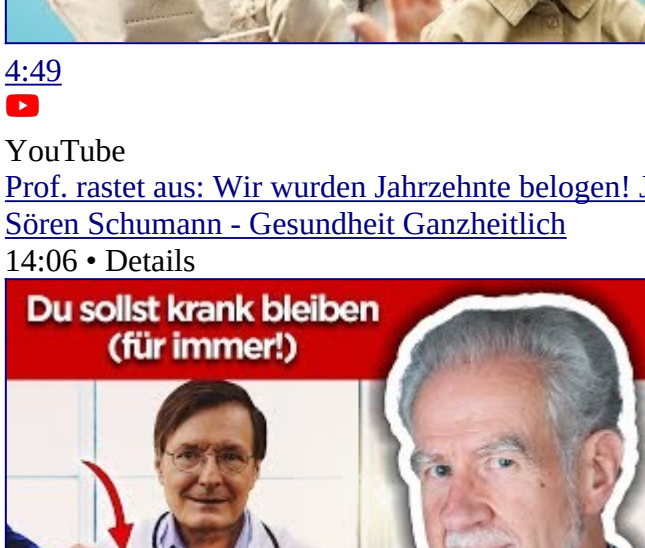 4:49
YouTube
Prof. rastet aus: Wir wurden Jahrzehnte belogen!
Sören Schumann - Gesundheit Ganzheitlich
14:06 • Details
Du sollst krank bleiben
(für immer!)